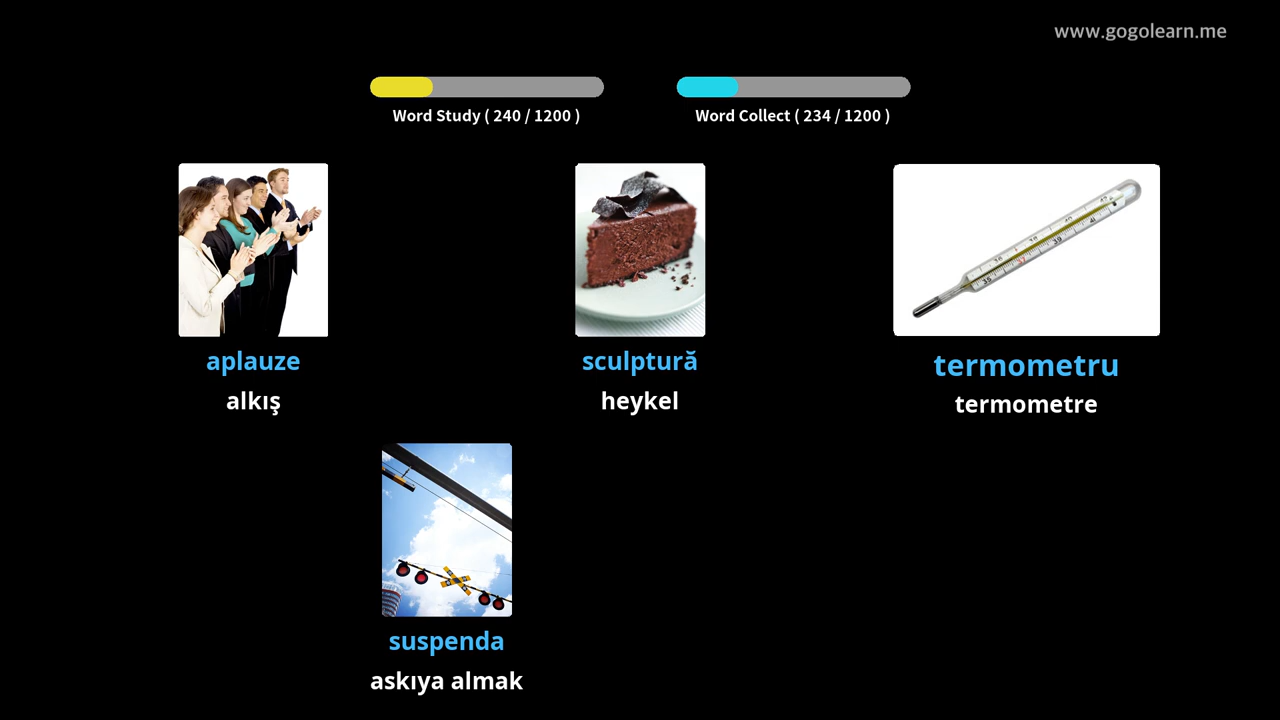 www.gogolearn.me
Word Study ( 240 / 1200 )
Word Collect ( 234 / 1200 )
aplauze
alkış
sculptură
heykel
termometru
termometre
suspenda
askıya almak